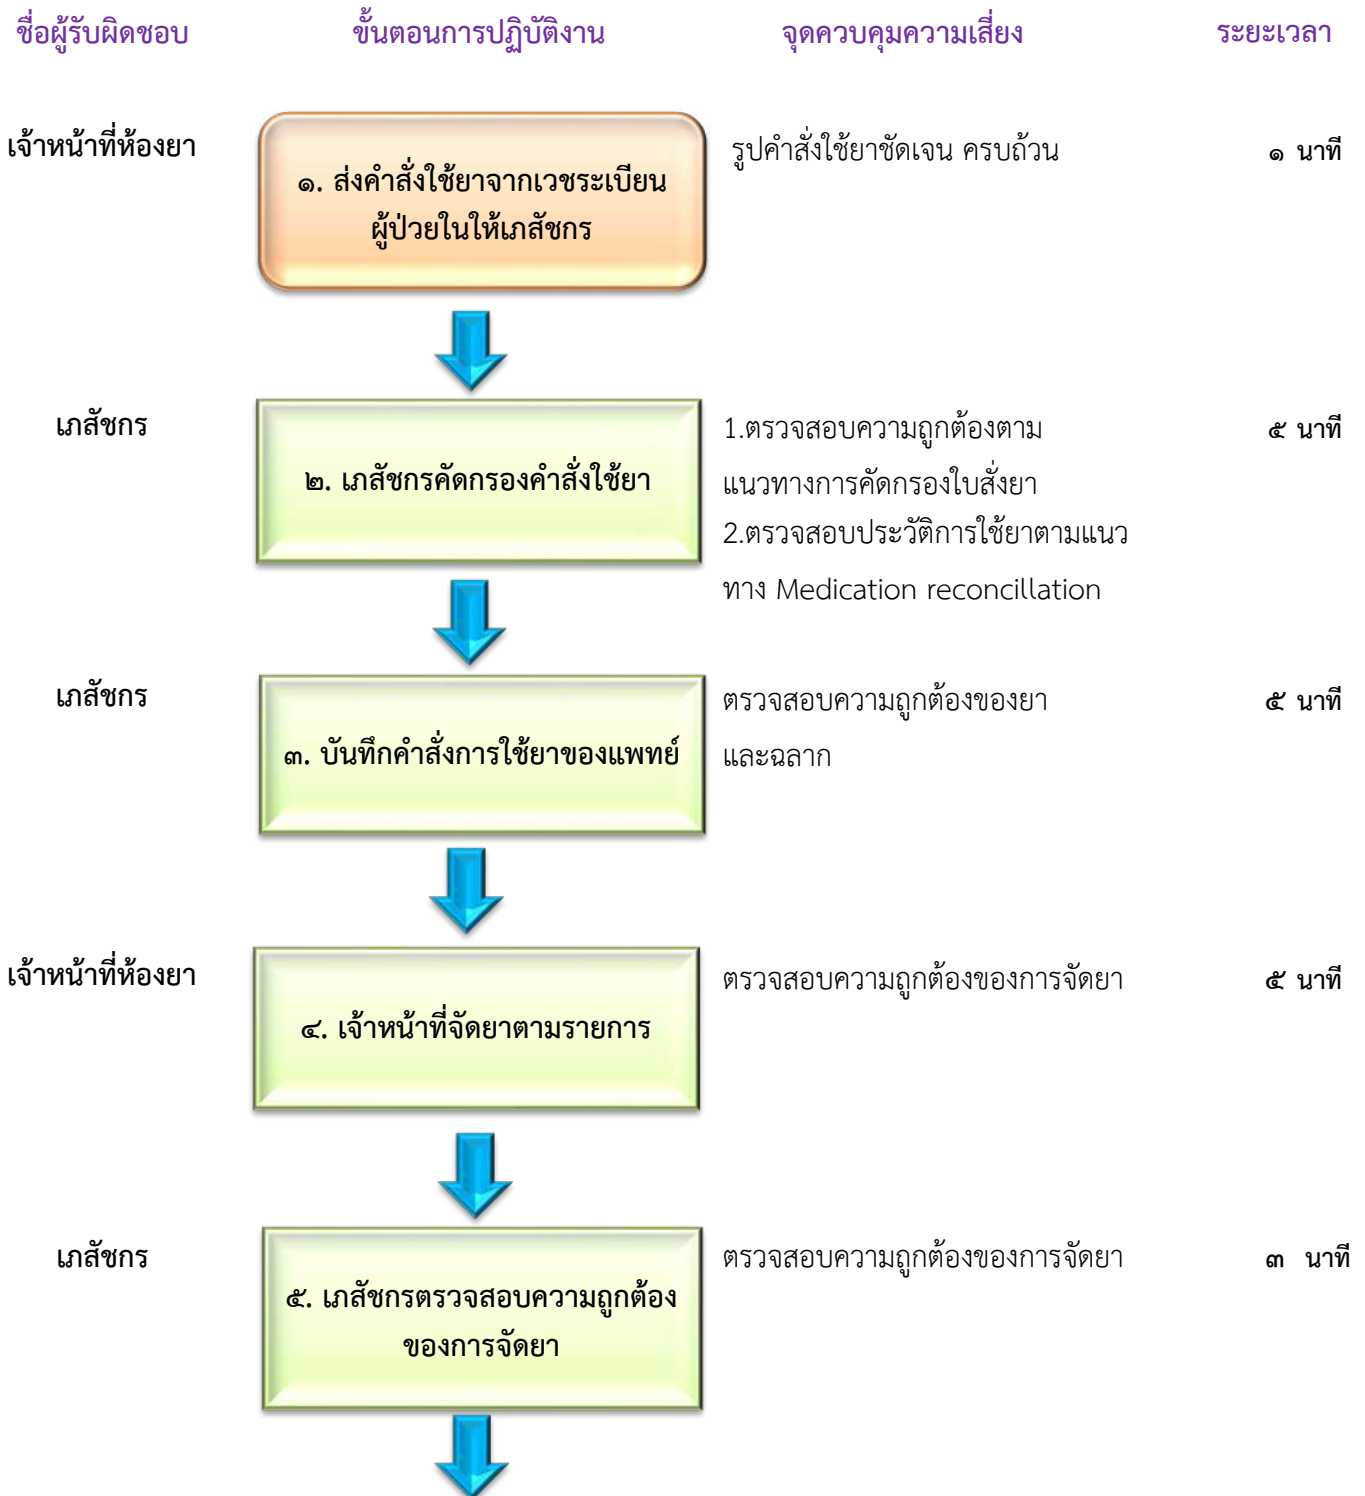 ชื่อผู้รับผิดชอบ ขั้นตอนการปฏิบัติงาน จุดควบคุมความเสี่ยง ระยะเวลา
เจ้าหน้าที่ห้องยา
๑. ส่งคำสั่งใช้ยาจากเวชระเบียน
ผู้ป่วยในให้เภสัชกร
รูปคำสั่งใช้ยาชัดเจน ครบถ้วน
๑ นาที
เภสัชกร
๒. เภสัชกรคัดกรองคำสั่งใช้ยา
1.ตรวจสอบความถูกต้องตาม
แนวทางการคัดกรองใบสั่งยา
2.ตรวจสอบประวัติการใช้ยาตามแนว
ทาง Medication reconcillation
๕ นาที
เภสัชกร
๓. บันทึกคำสั่งการใช้ยาของแพทย์
ตรวจสอบความถูกต้องของยา
และฉลาก
๕ นาที
เจ้าหน้าที่ห้องยา
๔. เจ้าหน้าที่จัดยาตามรายการ
ตรวจสอบความถูกต้องของการจัดยา
๕ นาที
เภสัชกร
๕. เภสัชกรตรวจสอบความถูกต้อง
ของการจัดยา
ตรวจสอบความถูกต้องของการจัดยา
๓ นาที